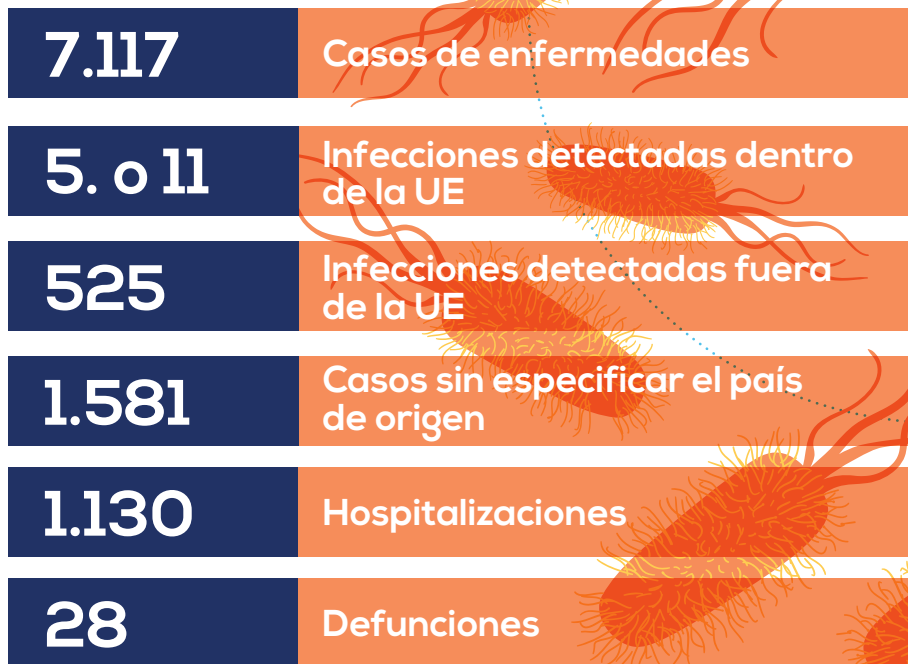 7.117
Casos de enfermedades
5. o 11
Infecciones detectadas dentro
de la UE
525
Infecciones detectadas fuera
de la UE
1.581
Casos sin especificar el país
de origen
1.130
Hospitalizaciones
28
Defunciones